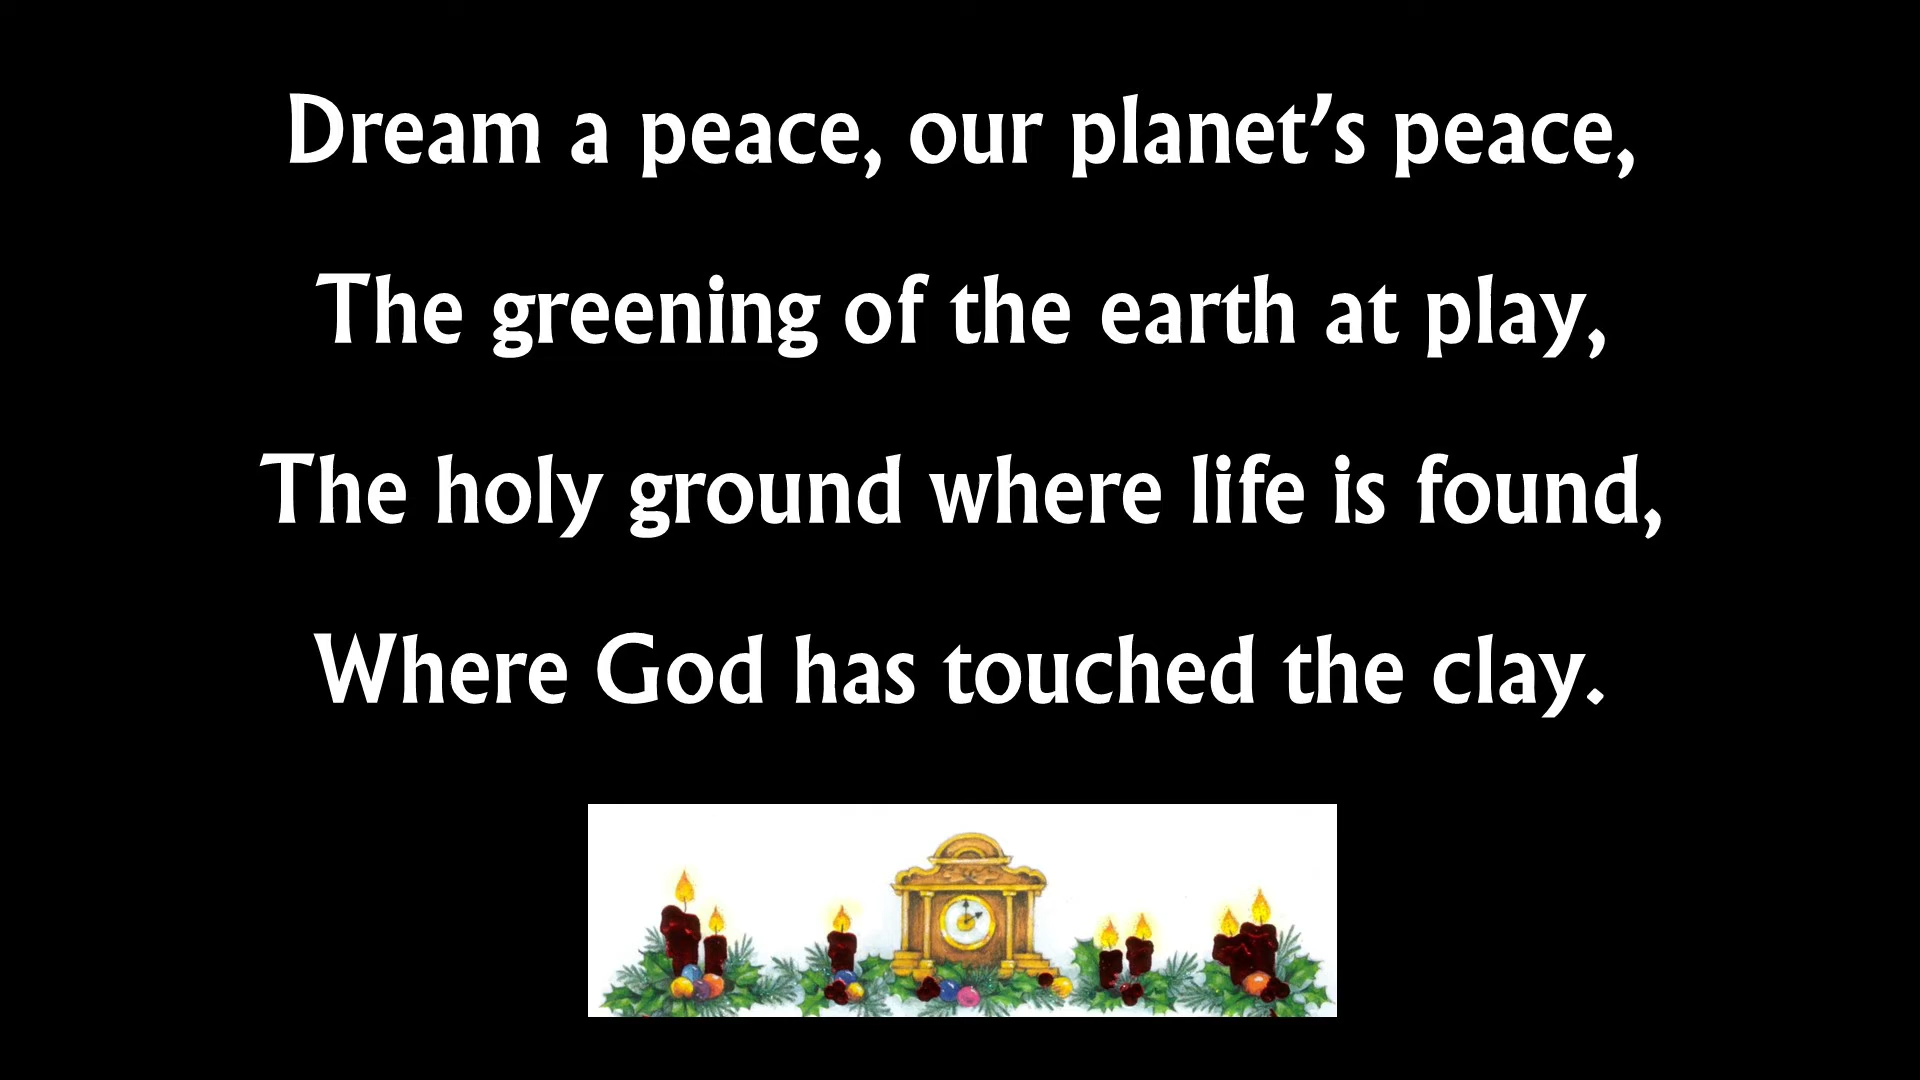 Dream a peace, our planet’s peace,
The greening of the earth at play,
The holy ground where life is found,
Where God has touched the clay.